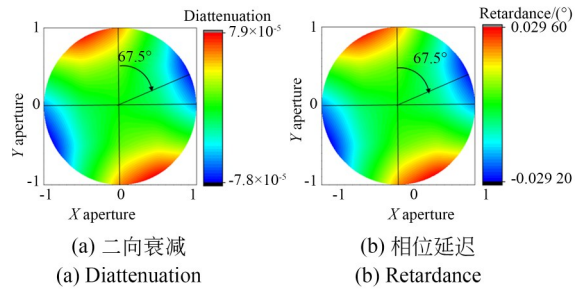 Diattenuation
7.9×10-5
67.5°
1
0
-1
Y aperture
-1 0 1
X aperture
-7.8×10-5
(a) 二向衰减
(a) Diattenuation
Retardance/(°)
0.029 60
67.5°
1
0
-1
Y aperture
-1 0 1
X aperture
-0.029 20
(b) 相位延迟
(b) Retardance